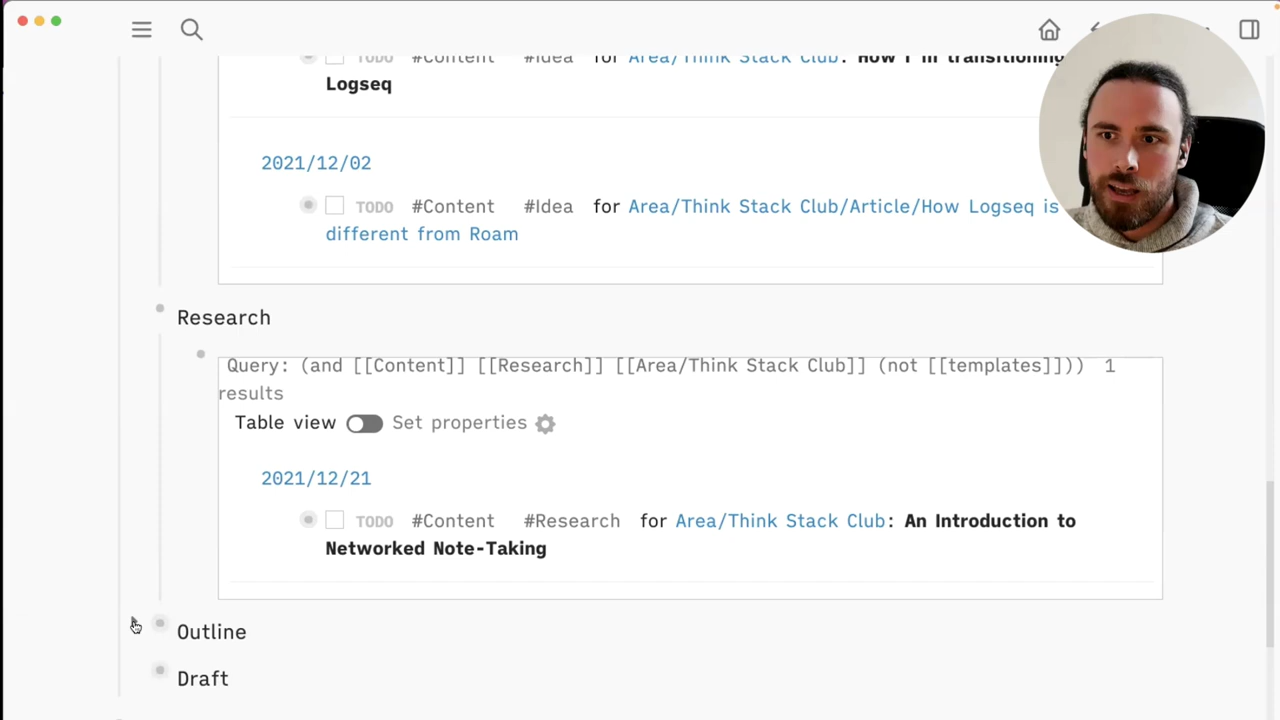 TODO #Content #Idea for Area/Think Stack Club: How I'm transitioning
Logseq
2021/12/02
TODO #Content #Idea for Area/Think Stack Club/Article/How Logseq is
different from Roam
Research
Query: (and [[Content]] [[Research]] [[Area/Think Stack Club]] (not [[templates]])) 1
results
Table view Set properties
2021/12/21
TODO #Content #Research for Area/Think Stack Club: An Introduction to
Networked Note-Taking
Outline
Draft